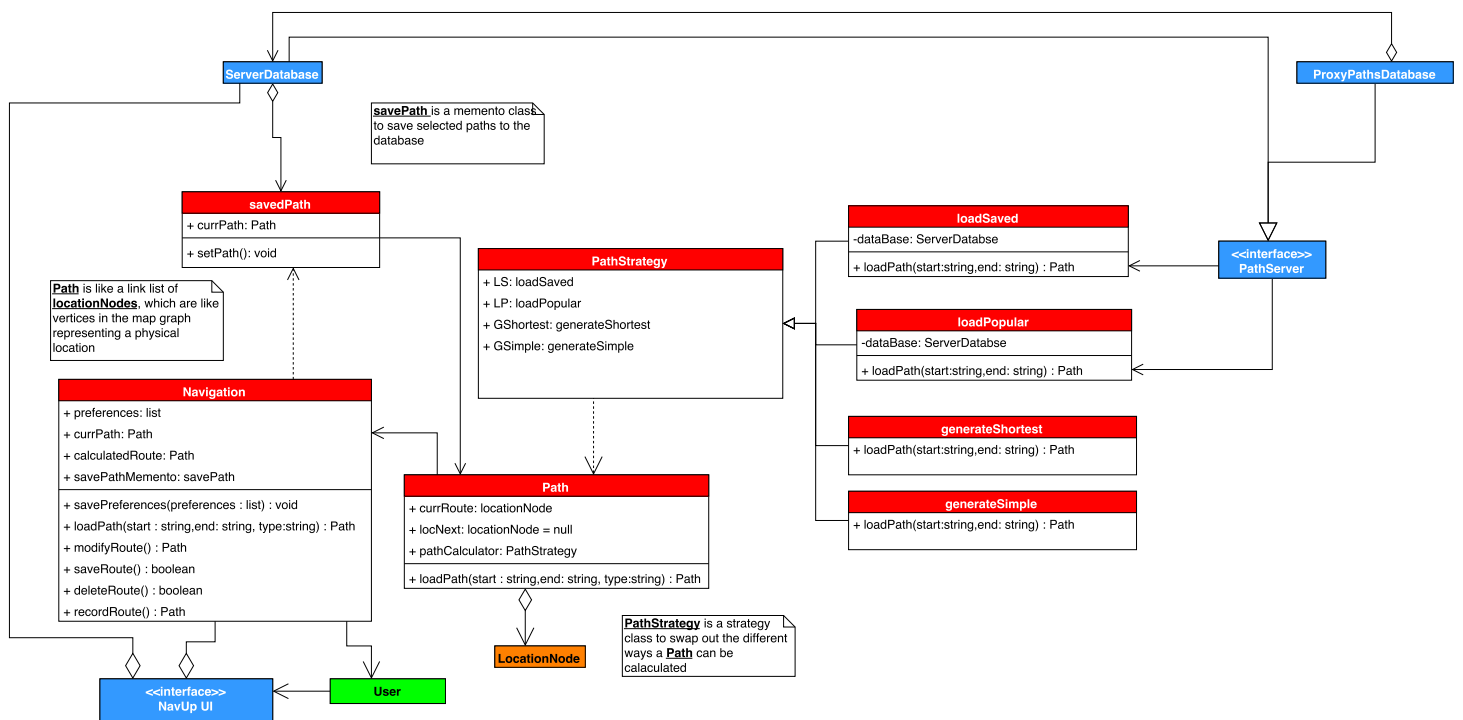 ServerDatabase
ProxyPathsDatabase
savePath is a memento class
to save selected paths to the
database
savedPath
+ currPath: Path
+ setPath(): void
loadSaved
-dataBase: ServerDatabse
+ loadPath(start:string,end: string) : Path
<<interface>>
PathServer
PathStrategy
+ LS: loadSaved
+ LP: loadPopular
+ GShortest: generateShortest
+ GSimple: generateSimple
Path is like a link list of
locationNodes, which are like
vertices in the map graph
representing a physical
location
loadPopular
-dataBase: ServerDatabse
+ loadPath(start:string,end: string) : Path
Navigation
+ preferences: list
+ currPath: Path
+ calculatedRoute: Path
+ savePathMemento: savePath
+ savePreferences(preferences : list) : void
+ loadPath(start : string,end: string, type:string) : Path
+ modifyRoute() : Path
+ saveRoute() : boolean
+ deleteRoute() : boolean
+ recordRoute() : Path
generateShortest
+ loadPath(start:string,end: string) : Path
Path
+ currRoute: locationNode
+ locNext: locationNode = null
+ pathCalculator: PathStrategy
+ loadPath(start : string,end: string, type:string) : Path
generateSimple
+ loadPath(start:string,end: string) : Path
PathStrategy is a strategy
class to swap out the different
ways a Path can be
calaculated
LocationNode
<<interface>>
NavUp UI
User